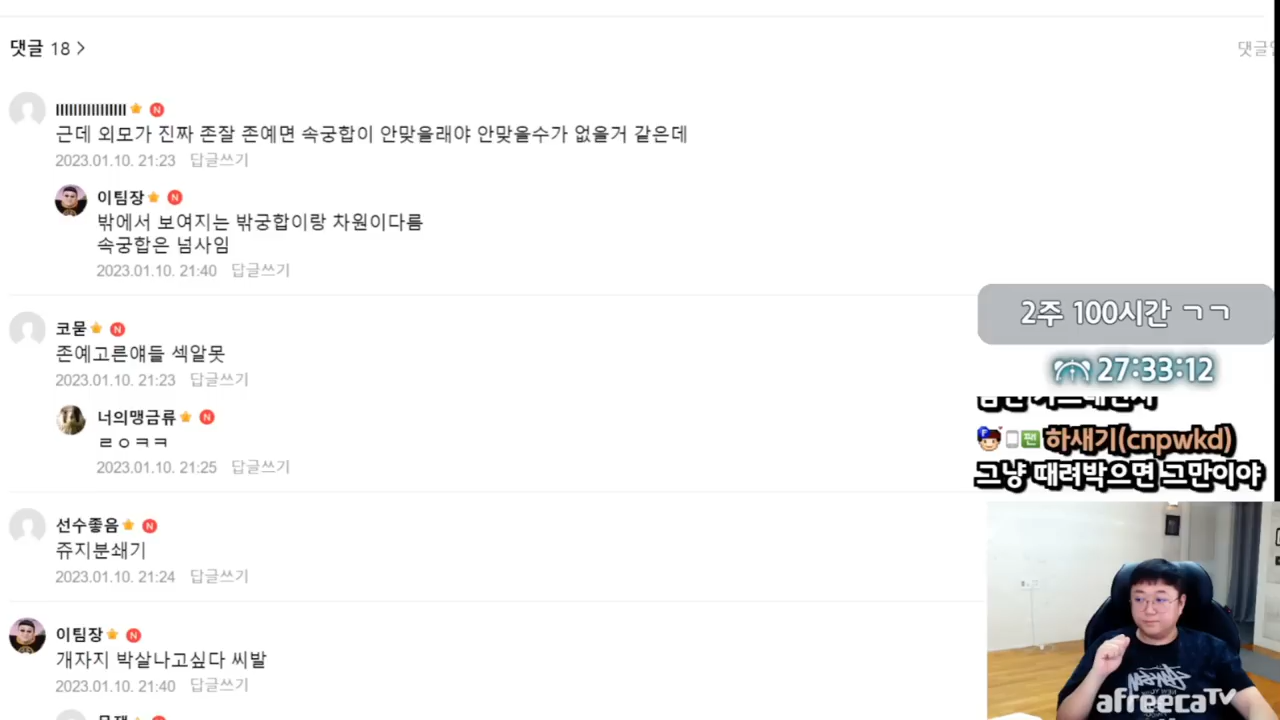 댓글 18 >
IIIIIIIIIIIIIIII N
근데 외모가 진짜 존잘 존예면 속궁합이 안맞을래야 안맞을수가 없을거 같은데
2023.01.10. 21:23 답글쓰기
이팀장 N
밖에서 보여지는 밖궁합이랑 차원이다름
속궁합은 넘사임
2023.01.10. 21:40 답글쓰기
코묻 N
존예고른얘들 섹알못
2023.01.10. 21:23 답글쓰기
너의맹금류 N
ㄹㅇㅋㅋ
2023.01.10. 21:25 답글쓰기
선수좋음 N
쥬지분쇄기
2023.01.10. 21:24 답글쓰기
이팀장 N
개자지 박살나고싶다 씨발
2023.01.10. 21:40 답글쓰기
2주 100시간 ㄱㄱ
27:33:12
F 팬 하새기(cnpwkd)
그냥 때려박으면 그만이야
afreecaTV